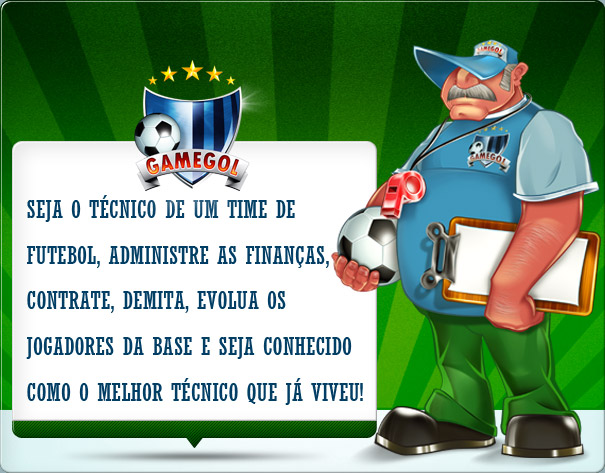 GAMEGOL
GAMEGOL
GAMEGOL
SEJA O TÉCNICO DE UM TIME DE
FUTEBOL, ADMINISTRE AS FINANÇAS,
CONTRATE, DEMITA, EVOLUA OS
JOGADORES DA BASE E SEJA CONHECIDO
COMO O MELHOR TÉCNICO QUE JÁ VIVEU!